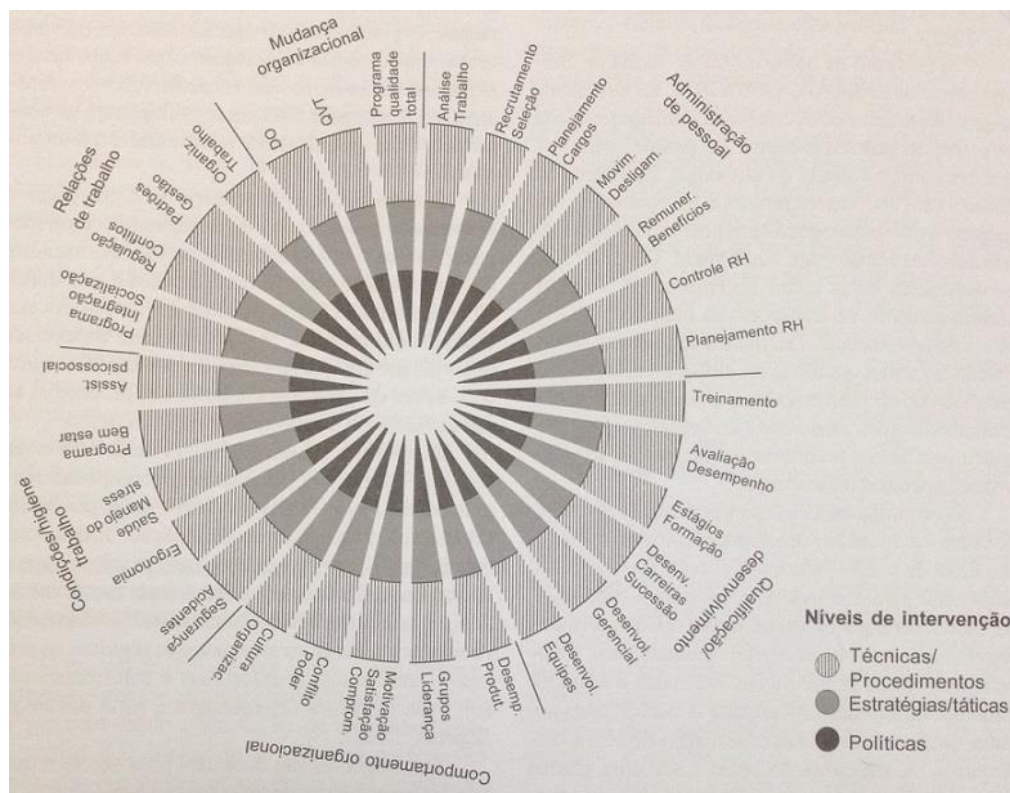 Mudança
organizacional
DO
QVT
Programa
qualidade
total
Análise
Trabalho
Recrutamento
Seleção
Planejamento
Cargos
Movim.
Desligam.
Remuner.
Benefícios
Controle RH
Planejamento RH
Administração
de pessoal
Treinamento
Avaliação
Desempenho
Estágios
Formação
Desenv.
Carreiras
Sucessão
Desenvol.
Gerencial
Desenvol.
Equipes
Qualificação/
desenvolvimento
Desemp.
Produt.
Grupos
Liderança
Motivação
Satisfação
Comprom.
Conflito
Poder
Cultura
Organizac.
Comportamento organizacional
Segurança
Acidentes
Ergonomia
Saúde
Manejo do
stress
Programa
Bem estar
Assist.
psicossocial
Condições/higiene
trabalho
Programa
Integração
Socialização
Regulação
Conflitos
Padrões
Gestão
Organiz.
Trabalho
Relações
de trabalho
Níveis de intervenção
Técnicas/
Procedimentos
Estratégias/táticas
Políticas